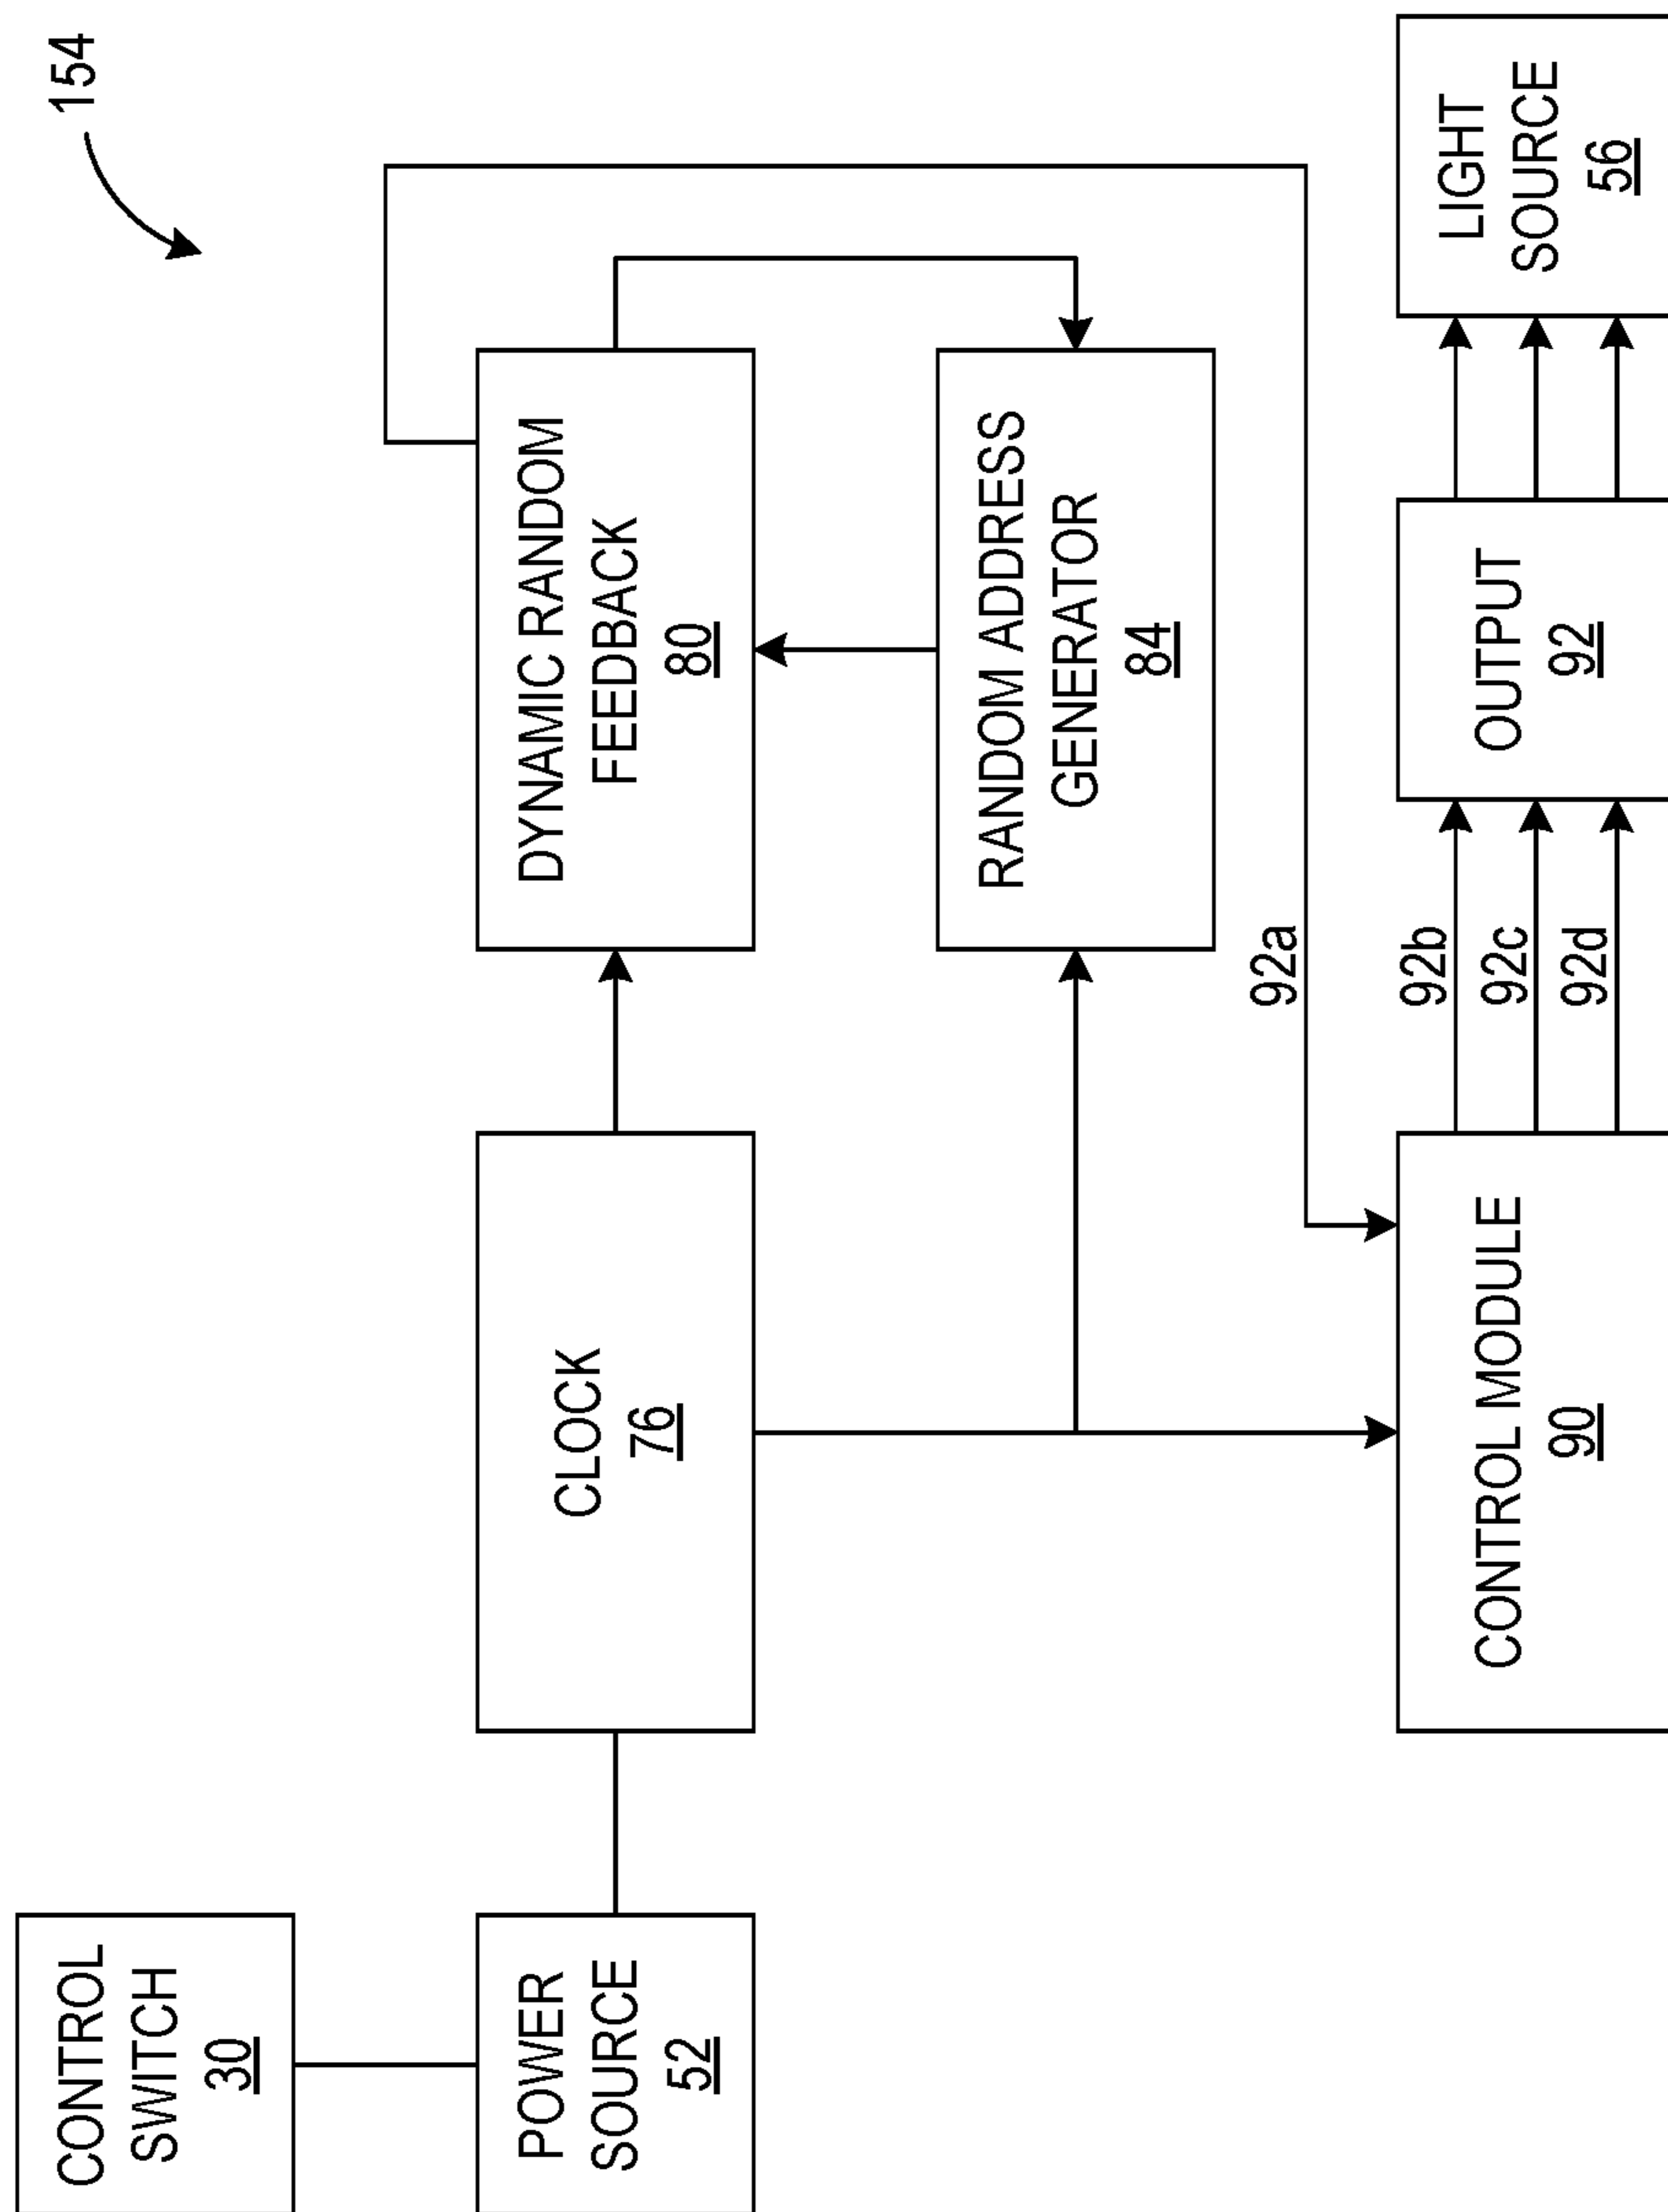 154
CONTROL
SWITCH
30
POWER
SOURCE
52
CLOCK
76
DYNAMIC RANDOM
FEEDBACK
80
RANDOM ADDRESS
GENERATOR
84
92a
CONTROL MODULE
90
92b
92c
92d
OUTPUT
92
LIGHT
SOURCE
56